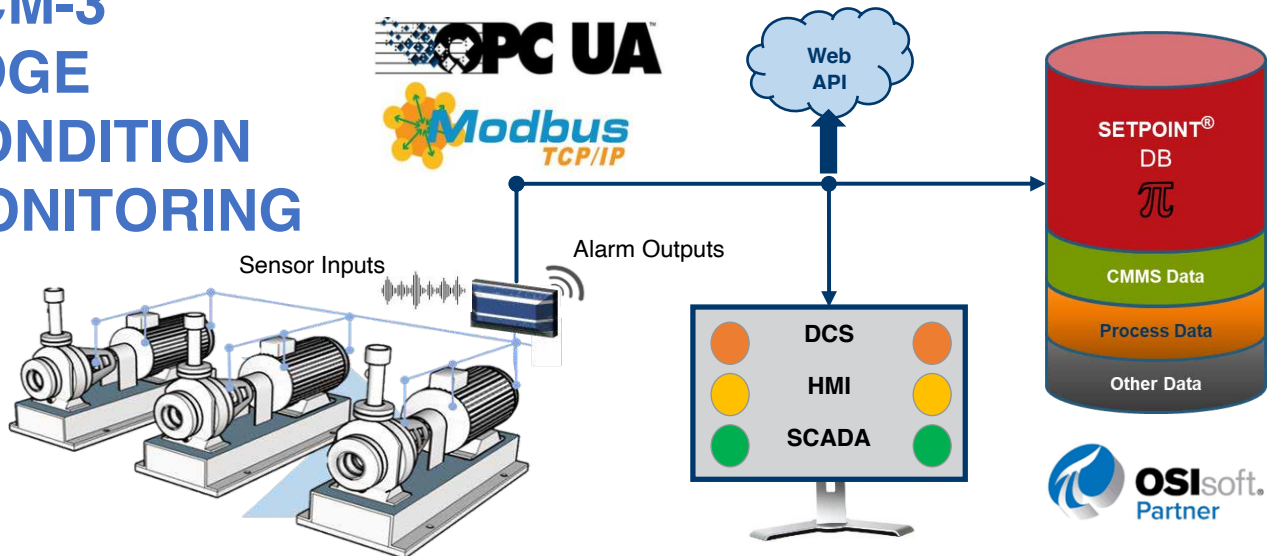 CM-3
DGE
ONDITION
ONITORING
OPC UA
Modbus
TCP/IP
Web
API
SETPOINT®
DB
π
CMMS Data
Process Data
Other Data
Sensor Inputs
Alarm Outputs
DCS
HMI
SCADA
OSIsoft.
Partner